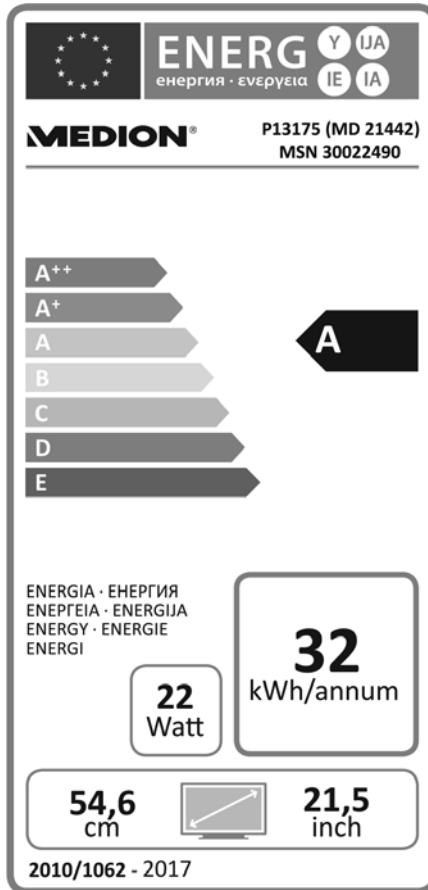 ENERG Y IJA
енергия · ενεργεια IE IA
MEDION® P13175 (MD 21442)
MSN 30022490
A++
A+
A
A
B
C
D
E
ENERGIA · ЕНЕРГИЯ
ΕΝΕΡΓΕΙΑ · ENERGIJA
ENERGY · ENERGIE
ENERGI
32
kWh/annum
22
Watt
54,6
cm
21,5
inch
2010/1062 - 2017